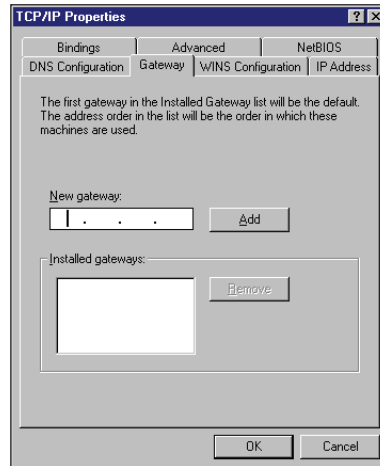 TCP/IP Properties
Bindings Advanced NetBIOS
DNS Configuration Gateway WINS Configuration IP Address
The first gateway in the Installed Gateway list will be the default.
The address order in the list will be the order in which these
machines are used.
New gateway:
. . . Add
Installed gateways:
Remove
OK Cancel